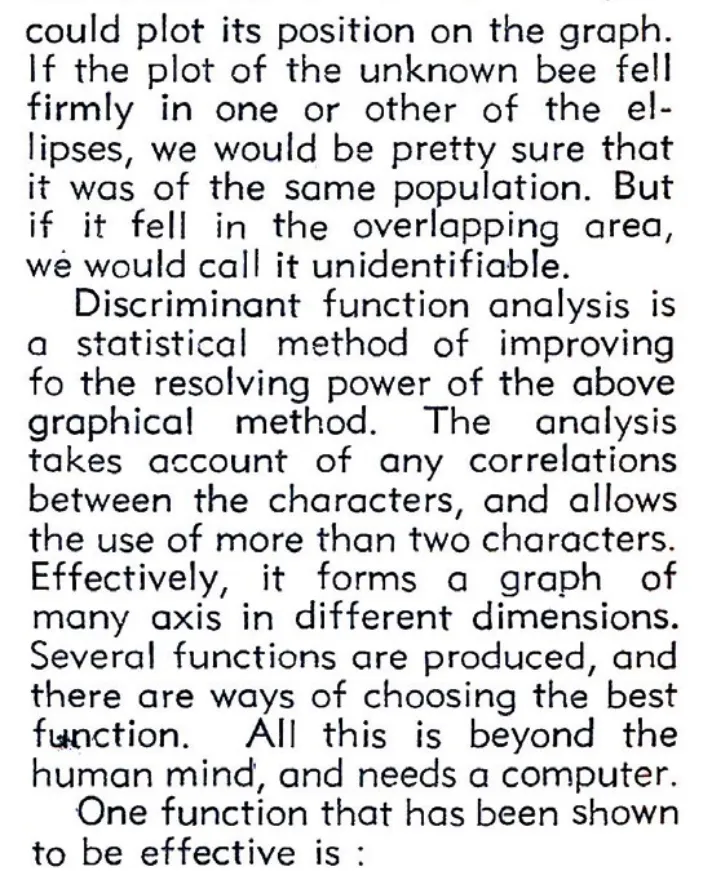 could plot its position on the graph.
If the plot of the unknown bee fell
firmly in one or other of the el-
lipses, we would be pretty sure that
it was of the same population. But
if it fell in the overlapping area,
we would call it unidentifiable.
Discriminant function analysis is
a statistical method of improving
fo the resolving power of the above
graphical method. The analysis
takes account of any correlations
between the characters, and allows
the use of more than two characters.
Effectively, it forms a graph of
many axis in different dimensions.
Several functions are produced, and
there are ways of choosing the best
function. All this is beyond the
human mind, and needs a computer.
One function that has been shown
to be effective is :